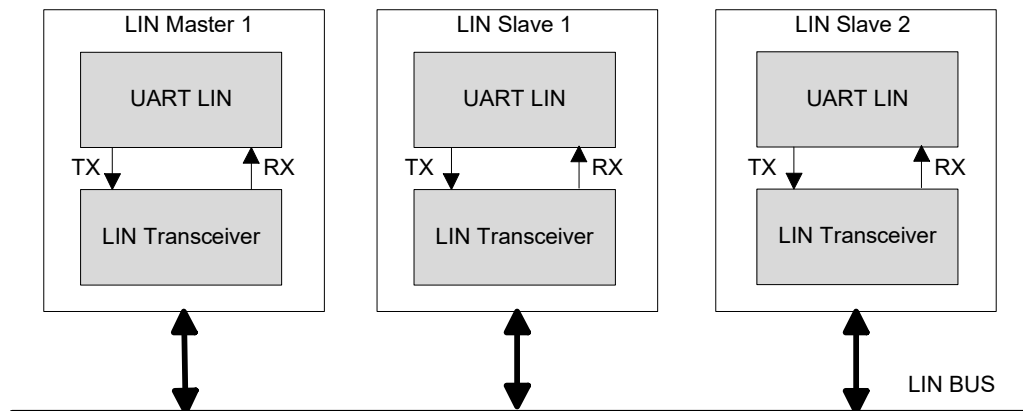 LIN Master 1
LIN Slave 1
LIN Slave 2
UART LIN
UART LIN
UART LIN
TX
RX
TX
RX
TX
RX
LIN Transceiver
LIN Transceiver
LIN Transceiver
LIN BUS